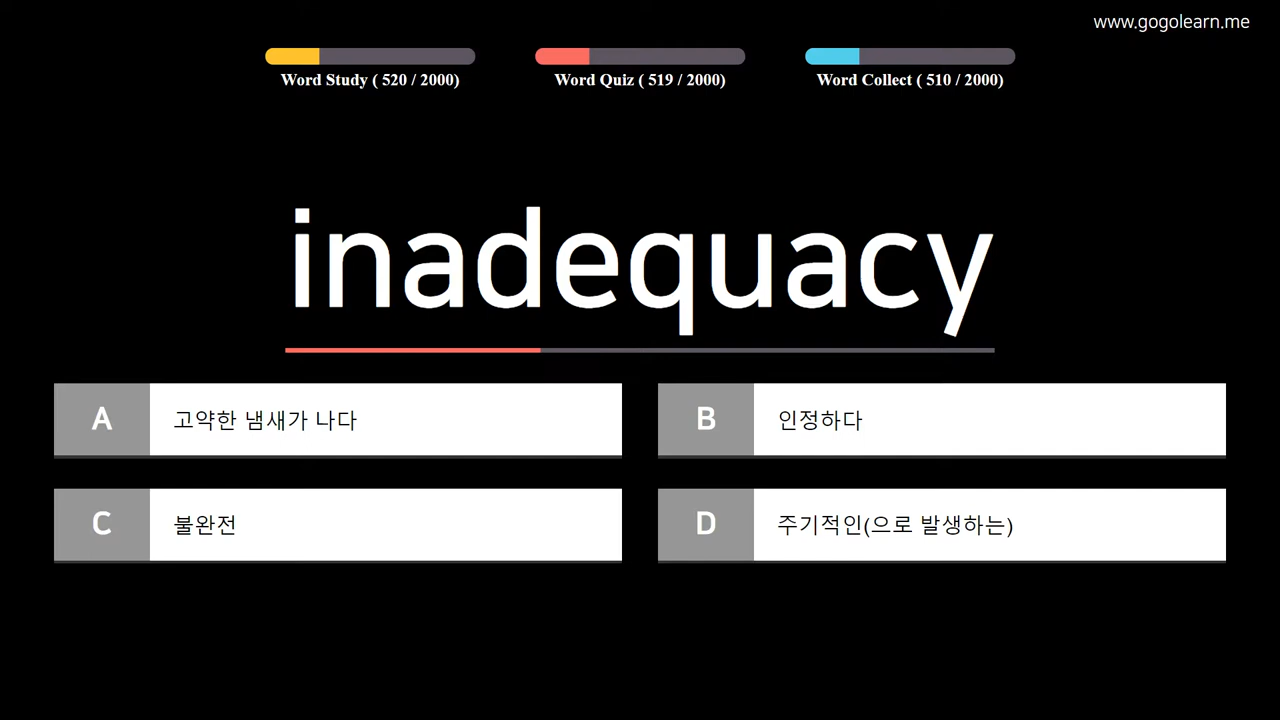 www.gogolearn.me
Word Study ( 520 / 2000)
Word Quiz ( 519 / 2000)
Word Collect ( 510 / 2000)
inadequacy
A 고약한 냄새가 나다
B 인정하다
C 불완전
D 주기적인(으로 발생하는)